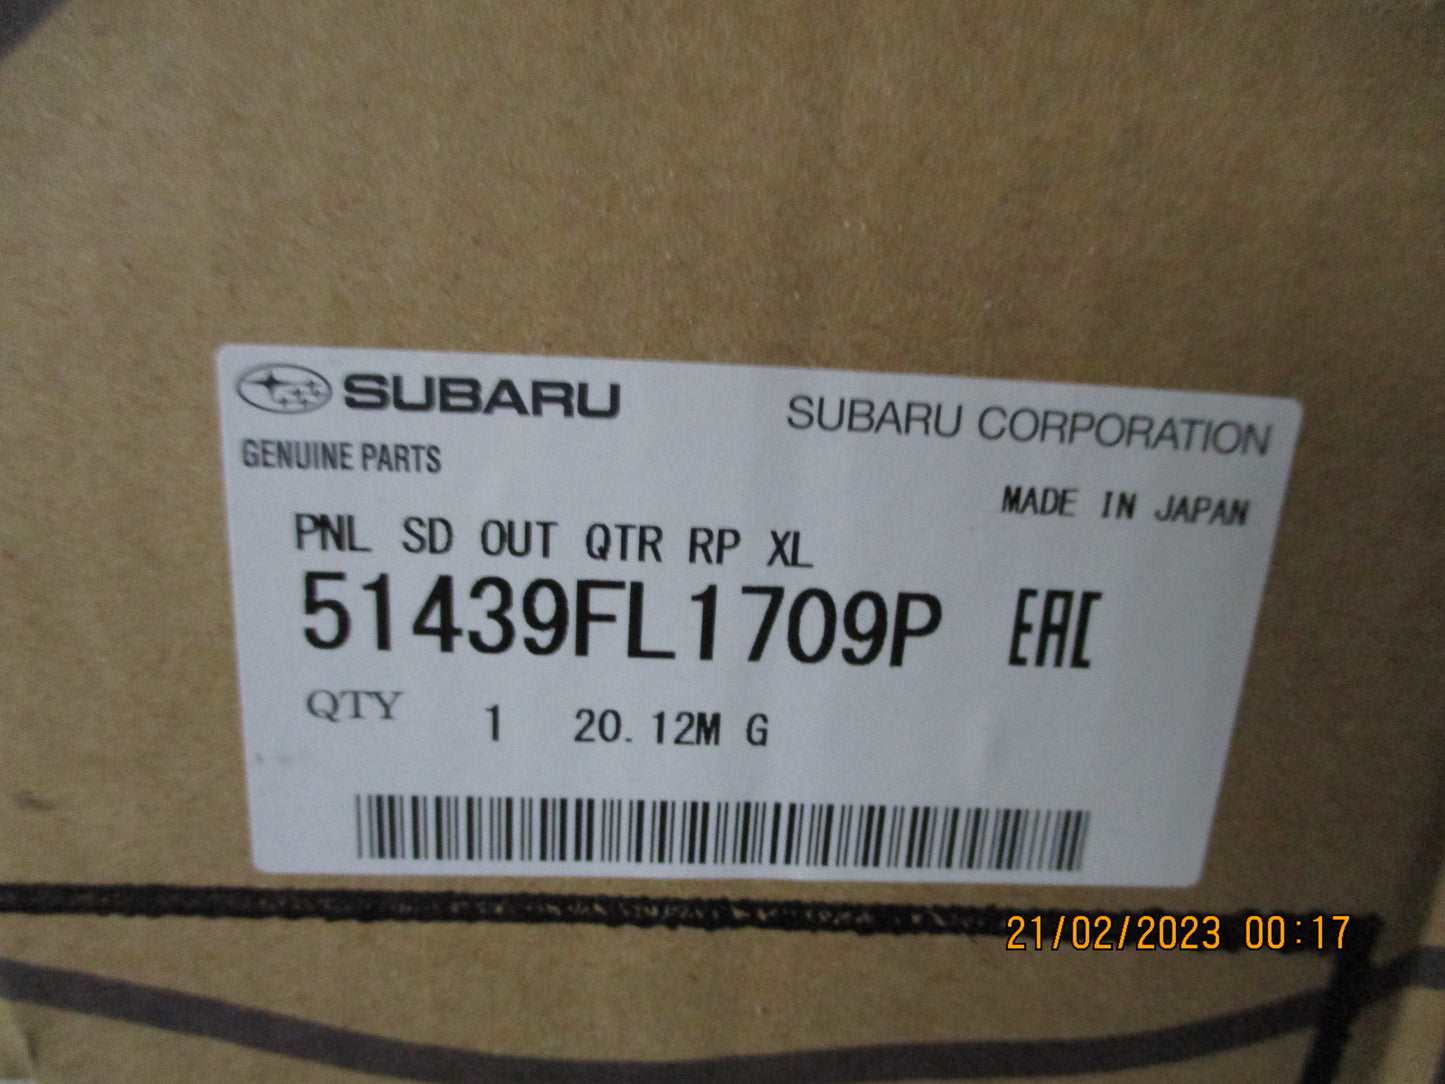 SUBARU
SUBARU CORPORATION
GENUINE PARTS
MADE IN JAPAN
PNL SD OUT QTR RP XL
51439FL1709P EAC
QTY 1 20.12M G
21/02/2023 00:17